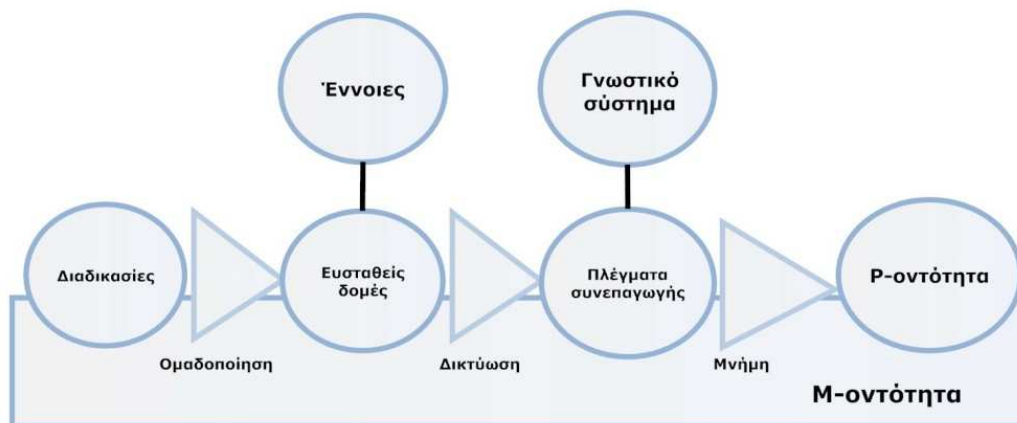 Έννοιες
Γνωστικό
σύστημα
Διαδικασίες
Ευσταθείς
δομές
Πλέγματα
συνεπαγωγής
Ρ-οντότητα
Ομαδοποίηση
Δικτύωση
Μνήμη
Μ-οντότητα